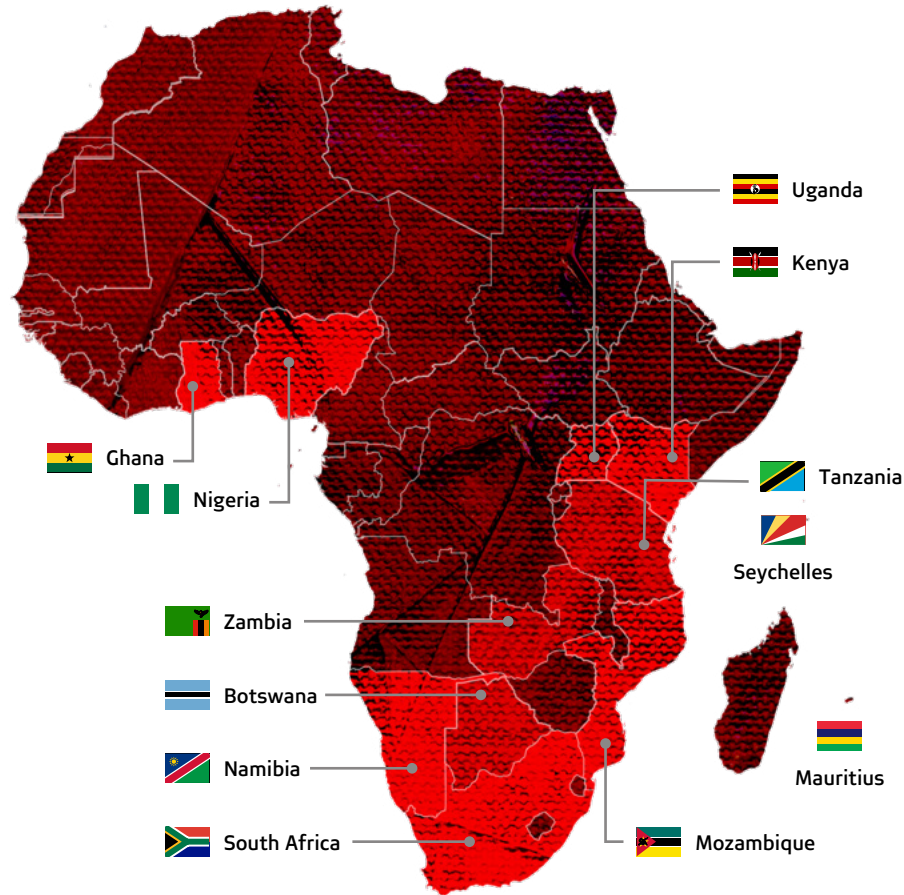 Uganda
Kenya
Ghana
Tanzania
Nigeria
Seychelles
Zambia
Botswana
Namibia
Mauritius
South Africa
Mozambique